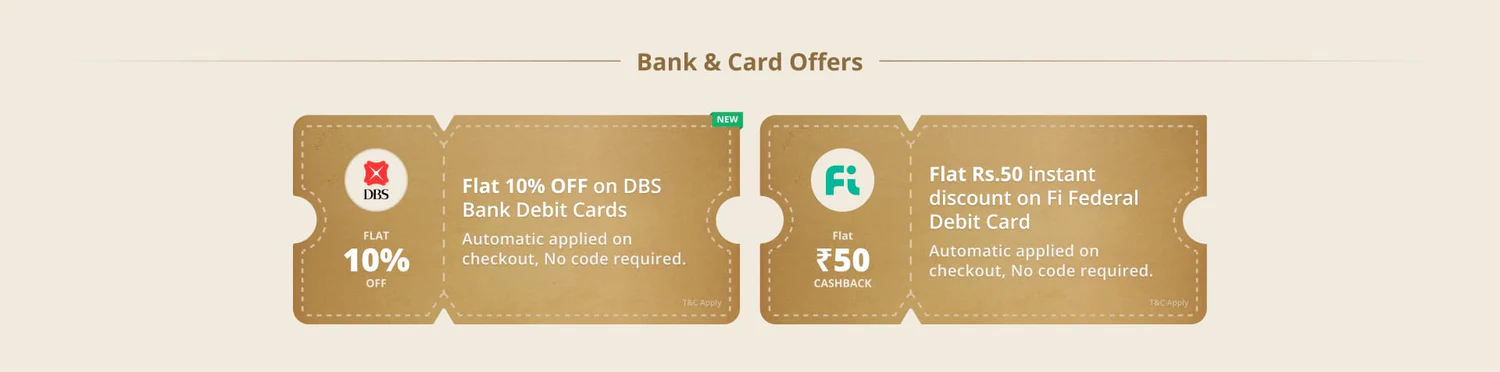 Bank & Card Offers
NEW
DBS
FLAT
10%
OFF
Flat 10% OFF on DBS
Bank Debit Cards
Automatic applied on
checkout, No code required.
T&C Apply
Fi
Flat
₹50
CASHBACK
Flat Rs.50 instant
discount on Fi Federal
Debit Card
Automatic applied on
checkout, No code required.
T&C Apply